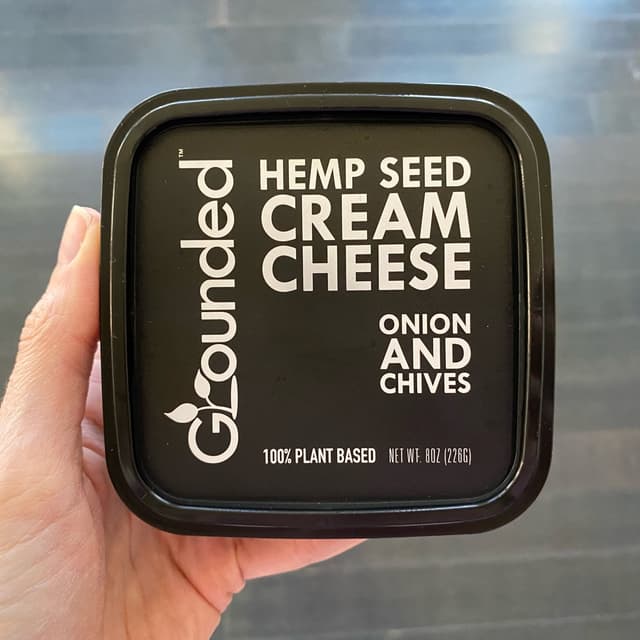 Grounded™
HEMP SEED
CREAM
CHEESE
ONION
AND
CHIVES
100% PLANT BASED NET WT. 8OZ (226G)